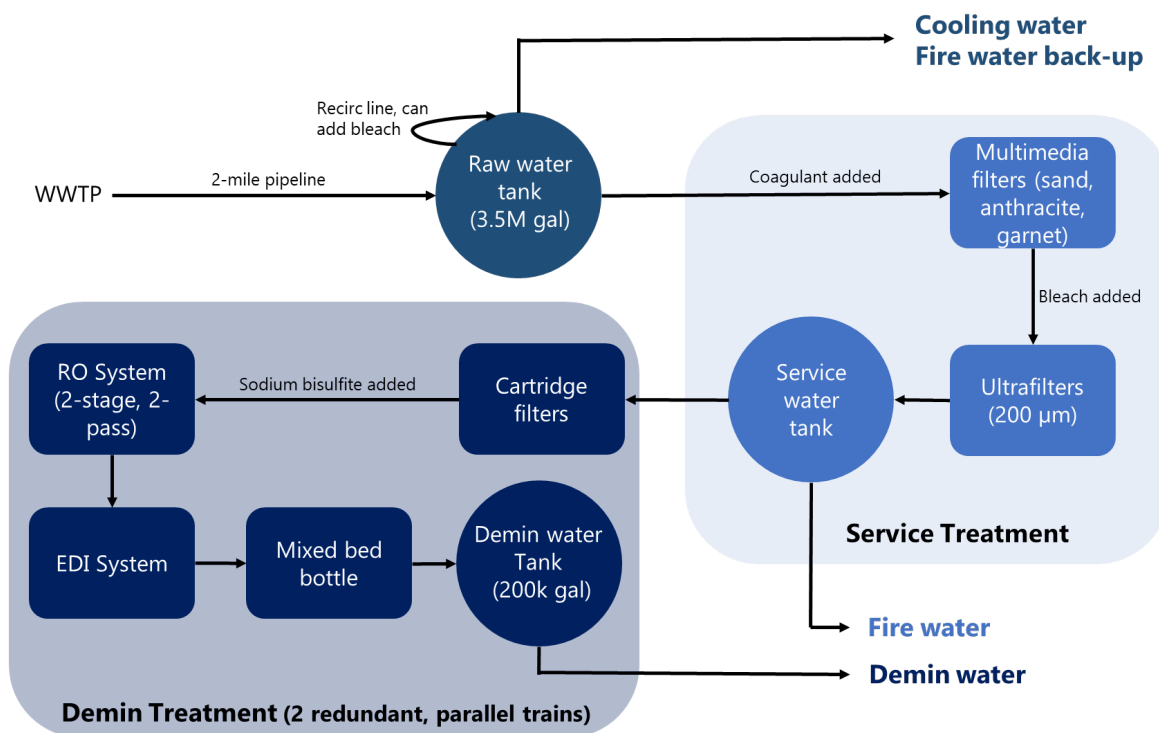 Cooling water
Fire water back-up
Recirc line, can
add bleach
WWTP
2-mile pipeline
Raw water
tank
(3.5M gal)
Coagulant added
Multimedia
filters (sand,
anthracite,
garnet)
Bleach added
Ultrafilters
(200 µm)
Service
water
tank
Service Treatment
Fire water
Cartridge
filters
Sodium bisulfite added
RO System
(2-stage, 2-
pass)
EDI System
Mixed bed
bottle
Demin water
Tank
(200k gal)
Demin water
Demin Treatment (2 redundant, parallel trains)